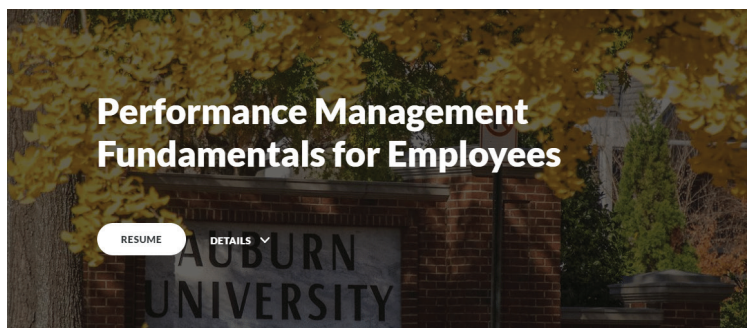 Performance Management
Fundamentals for Employees
RESUME
DETAILS
AUBURN
UNIVERSITY